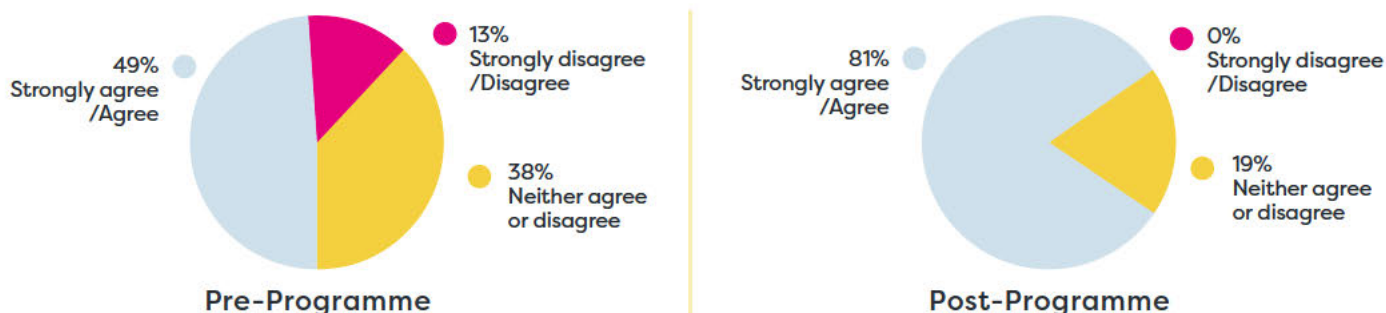 49%
Strongly agree
/Agree
13%
Strongly disagree
/Disagree
38%
Neither agree
or disagree
Pre-Programme
81%
Strongly agree
/Agree
0%
Strongly disagree
/Disagree
19%
Neither agree
or disagree
Post-Programme